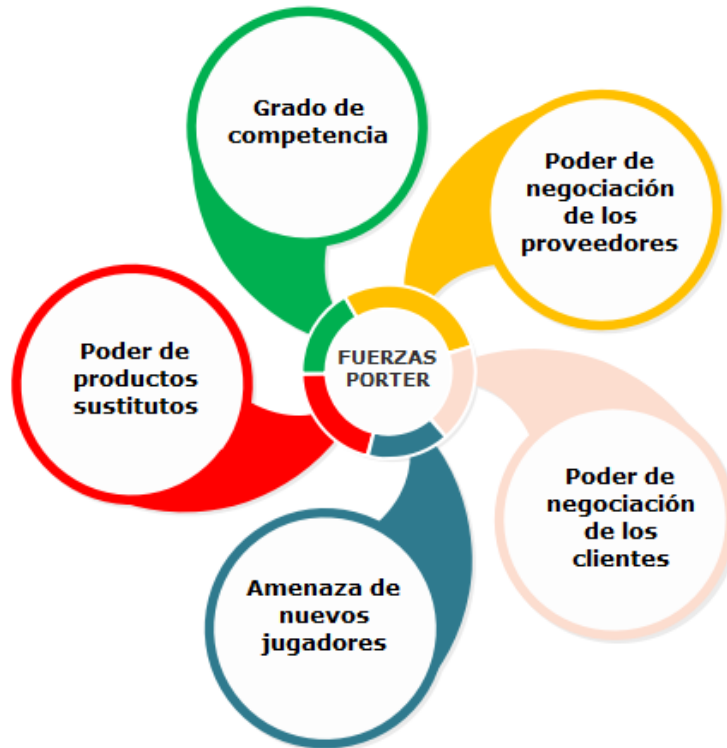 Grado de
competencia
Poder de
negociación
de los
proveedores
FUERZAS
PORTER
Poder de
productos
sustitutos
Poder de
negociación
de los
clientes
Amenaza de
nuevos
jugadores